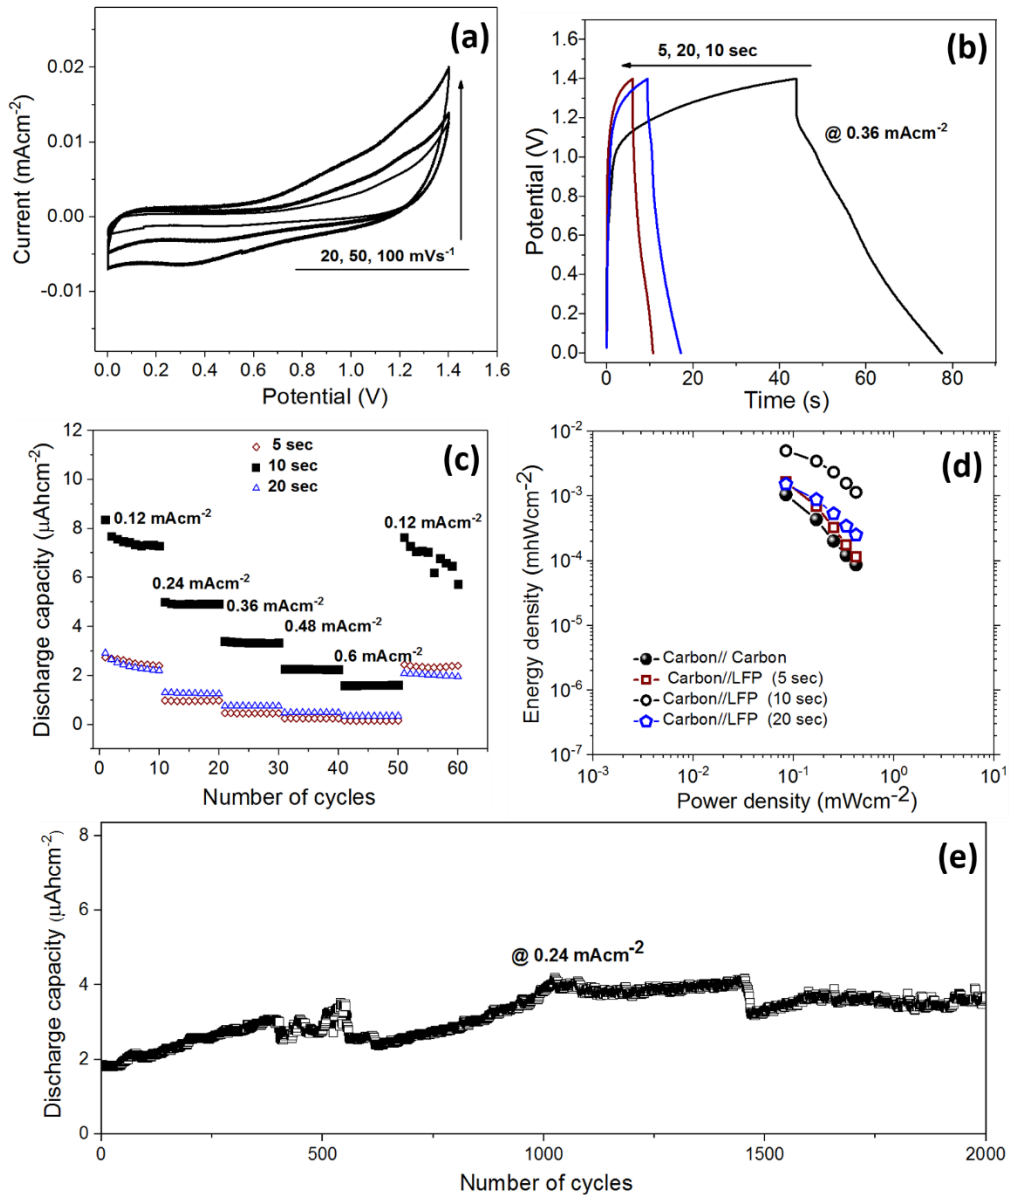 (a)
0.02
0.01
0.00
-0.01
Current (mAcm-2)
20, 50, 100 mVs-1
0.0 0.2 0.4 0.6 0.8 1.0 1.2 1.4 1.6
Potential (V)
(b)
5, 20, 10 sec
@ 0.36 mAcm-2
1.6
1.4
1.2
1.0
0.8
0.6
0.4
0.2
0.0
Potential (V)
0 20 40 60 80
Time (s)
(c)
5 sec
10 sec
20 sec
0.12 mAcm-2
0.12 mAcm-2
0.24 mAcm-2
0.36 mAcm-2
0.48 mAcm-2
0.6 mAcm-2
12
10
8
6
4
2
0
Discharge capacity (μAhcm-2)
0 10 20 30 40 50 60
Number of cycles
(d)
10-2
10-3
10-4
10-5
10-6
10-7
Energy density (mhWcm-2)
Carbon// Carbon
Carbon//LFP (5 sec)
Carbon//LFP (10 sec)
Carbon//LFP (20 sec)
10-3 10-2 10-1 100 101
Power density (mWcm-2)
(e)
@ 0.24 mAcm-2
8
6
4
2
0
Discharge capacity (μAhcm-2)
0 500 1000 1500 2000
Number of cycles